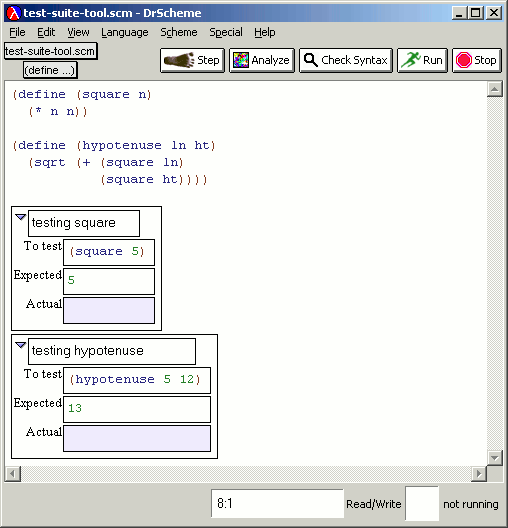 test-suite-tool.scm - DrScheme
File Edit View Language Scheme Special Help
test-suite-tool.scm
(define ...)
Step Analyze Check Syntax Run Stop
(define (square n)
(* n n))
(define (hypotenuse ln ht)
(sqrt (+ (square ln)
(square ht))))
testing square
To test (square 5)
Expected 5
Actual
testing hypotenuse
To test (hypotenuse 5 12)
Expected 13
Actual
8:1 Read/Write not running